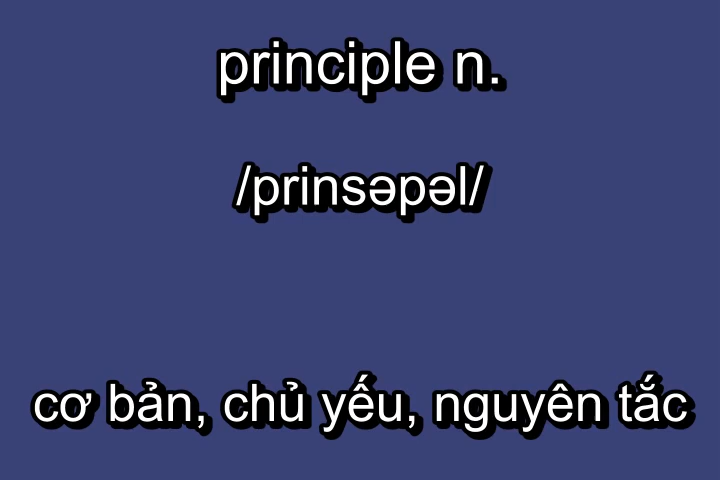 principle n.
/prinsəpəl/
cơ bản, chủ yếu, nguyên tắc